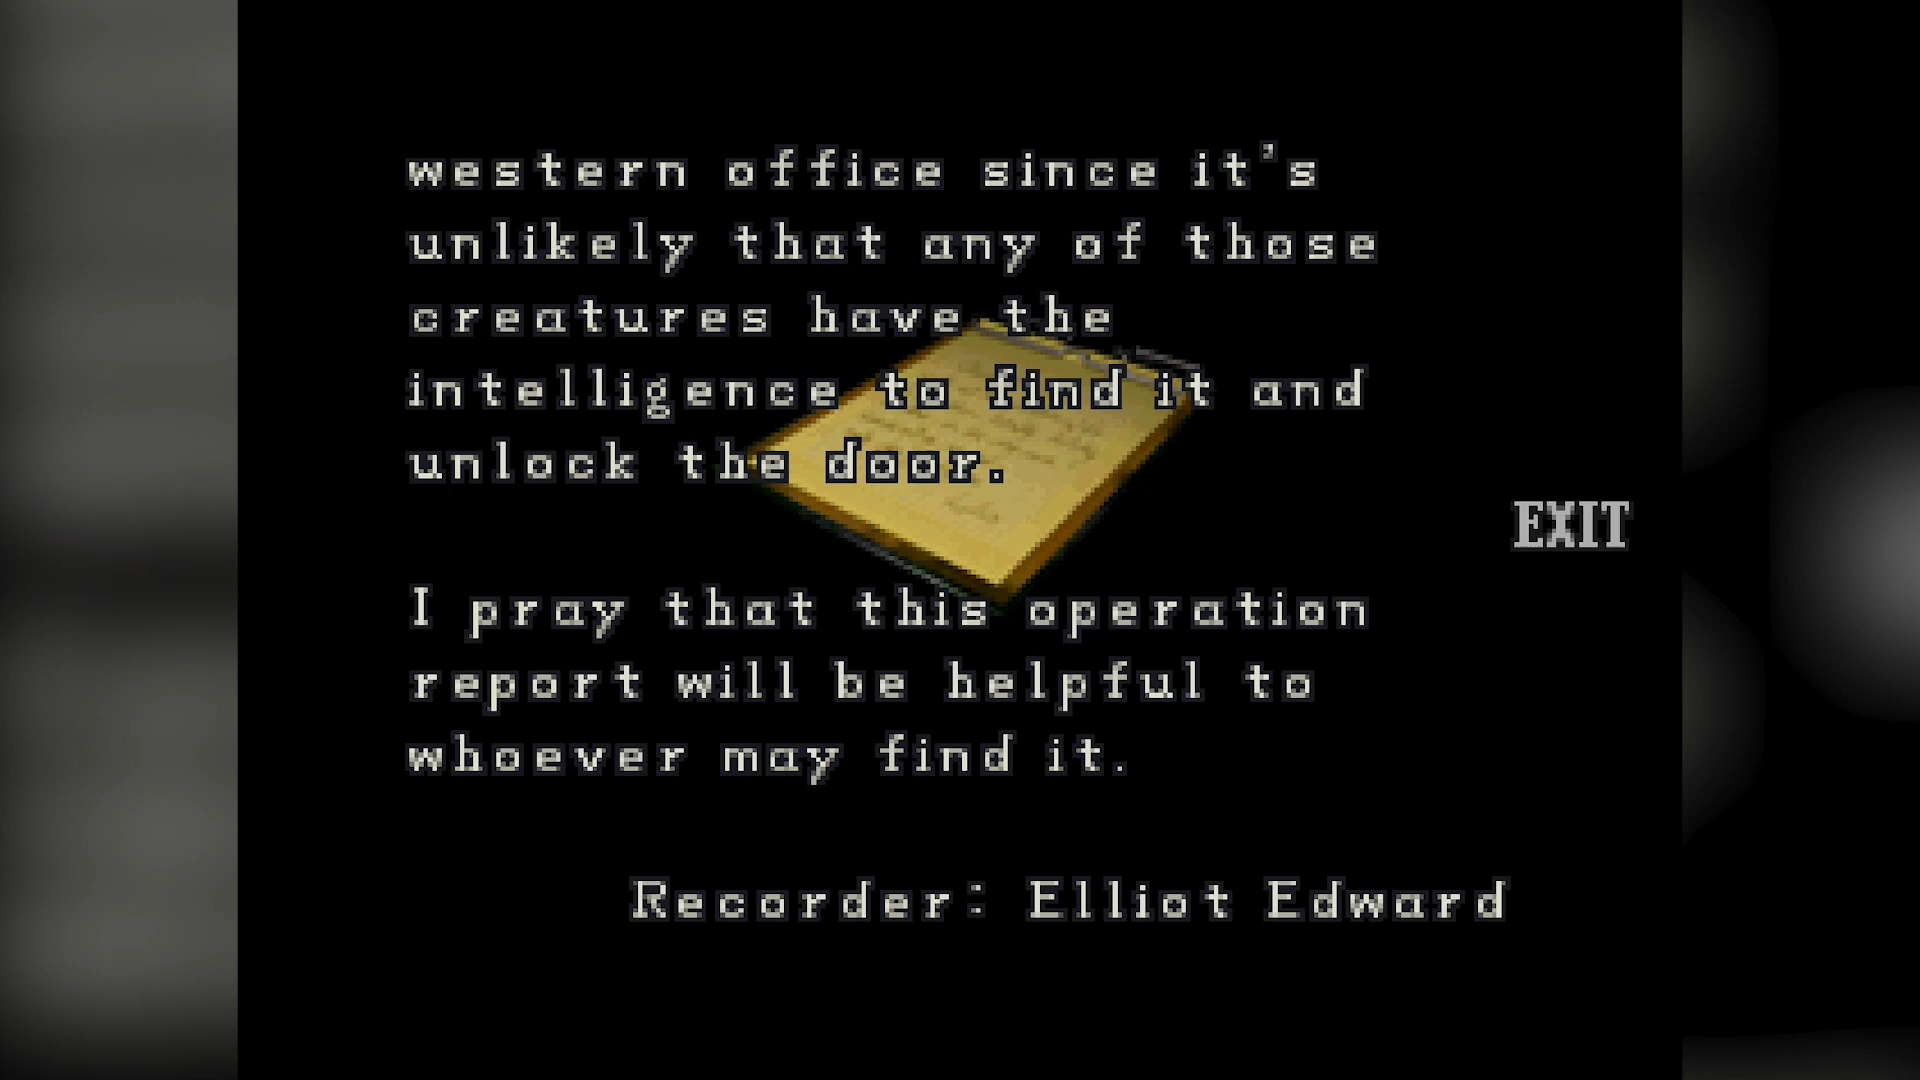 western office since it's
unlikely that any of those
creatures have the
intelligence to find it and
unlock the door.
EXIT
I pray that this operation
report will be helpful to
whoever may find it.
Recorder: Elliot Edward